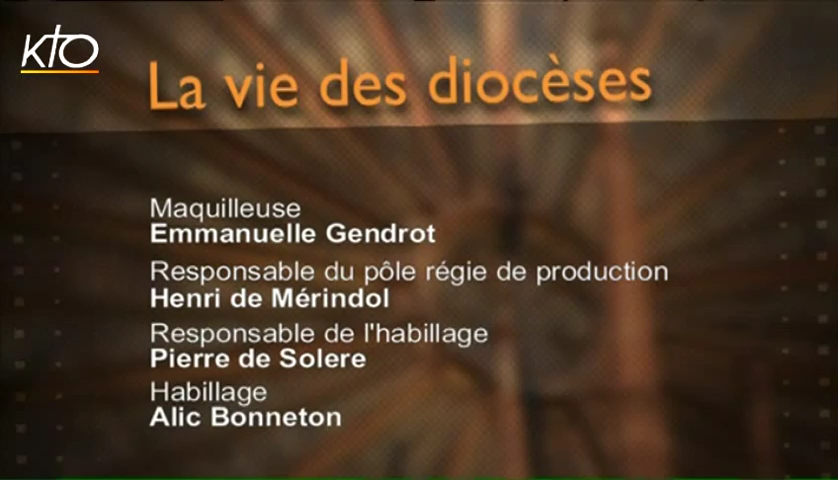 KTO
La vie des diocèses
Maquilleuse
Emmanuelle Gendrot
Responsable du pôle régie de production
Henri de Mérindol
Responsable de l'habillage
Pierre de Solere
Habillage
Alic Bonneton